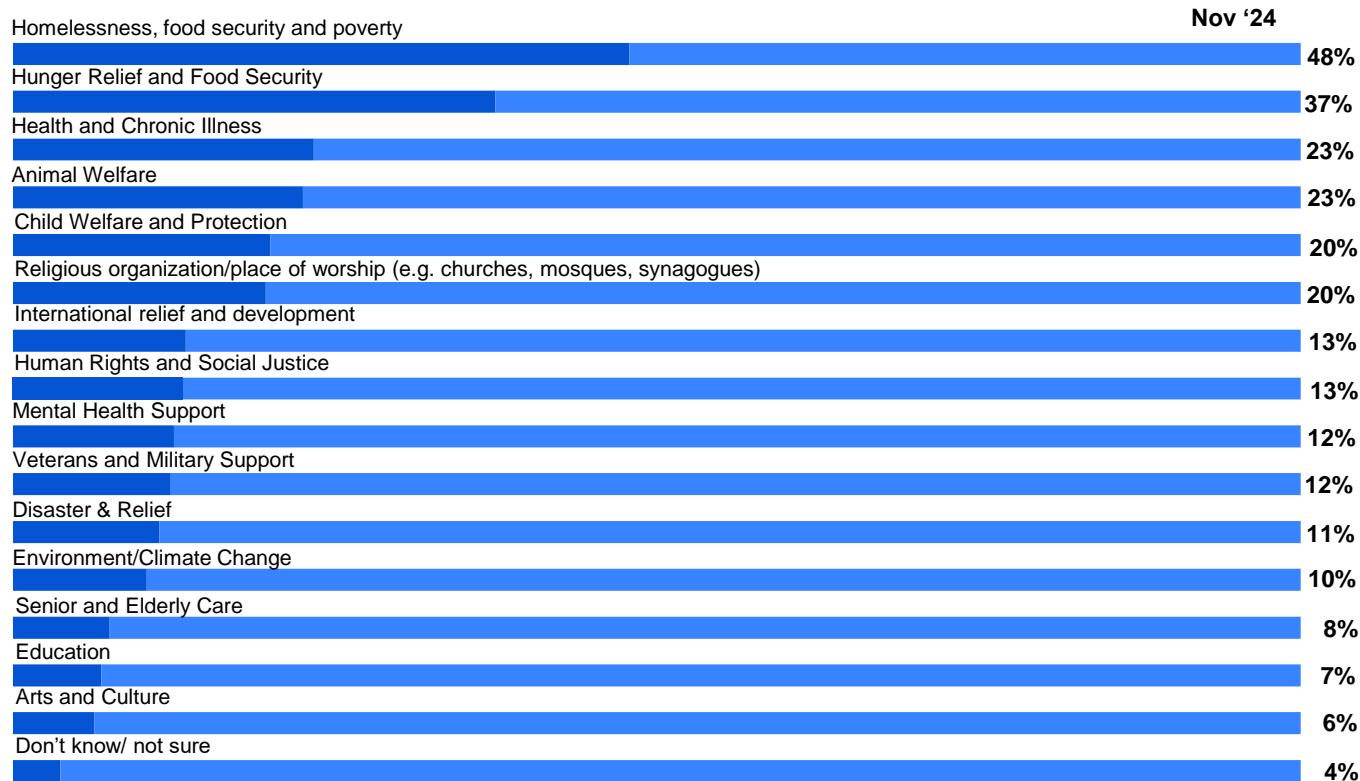 Nov ‘24
Homelessness, food security and poverty
48%
Hunger Relief and Food Security
37%
Health and Chronic Illness
23%
Animal Welfare
23%
Child Welfare and Protection
20%
Religious organization/place of worship (e.g. churches, mosques, synagogues)
20%
International relief and development
13%
Human Rights and Social Justice
13%
Mental Health Support
12%
Veterans and Military Support
12%
Disaster & Relief
11%
Environment/Climate Change
10%
Senior and Elderly Care
8%
Education
7%
Arts and Culture
6%
Don’t know/ not sure
4%